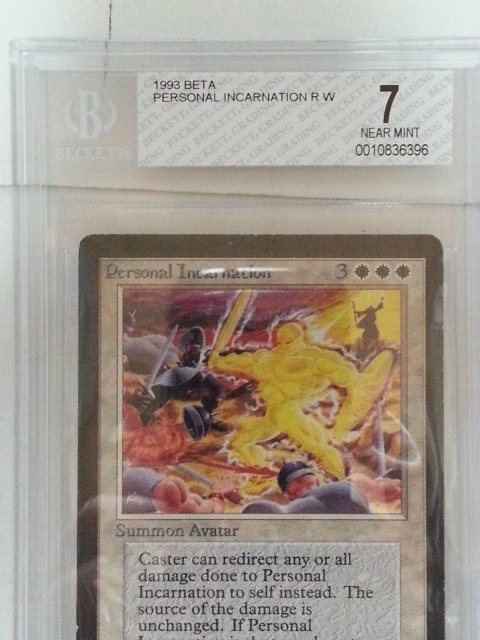 1993 BETA
PERSONAL INCARNATION R W
7
NEAR MINT
0010836396
B
BECKETT
Personal Incarnation 3
Summon Avatar
Caster can redirect any or all
damage done to Personal
Incarnation to self instead. The
source of the damage is
unchanged. If Personal